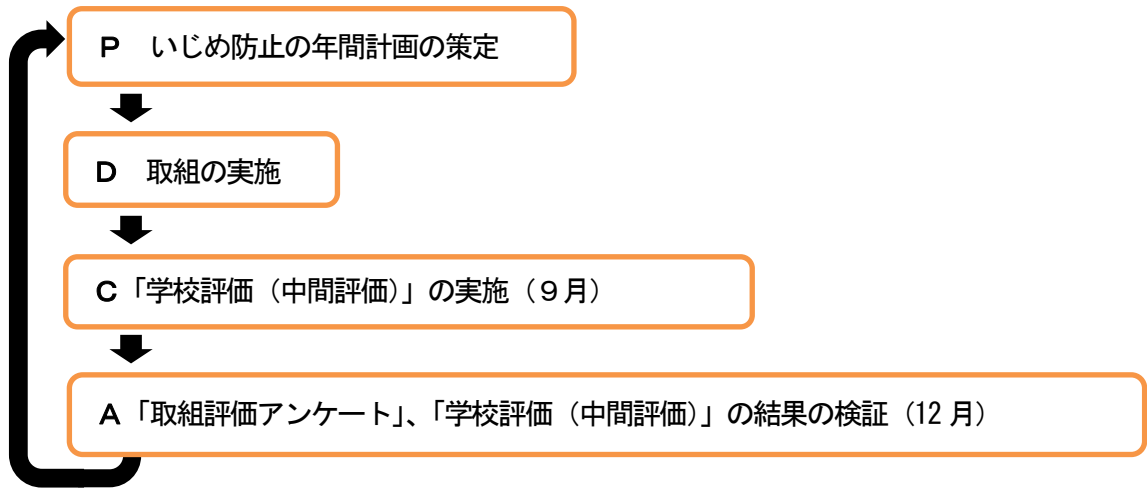 P　いじめ防止の年間計画の策定
D　取組の実施
C「学校評価（中間評価）」の実施（９月）
A「取組評価アンケート」、「学校評価（中間評価）」の結果の検証（12 月）